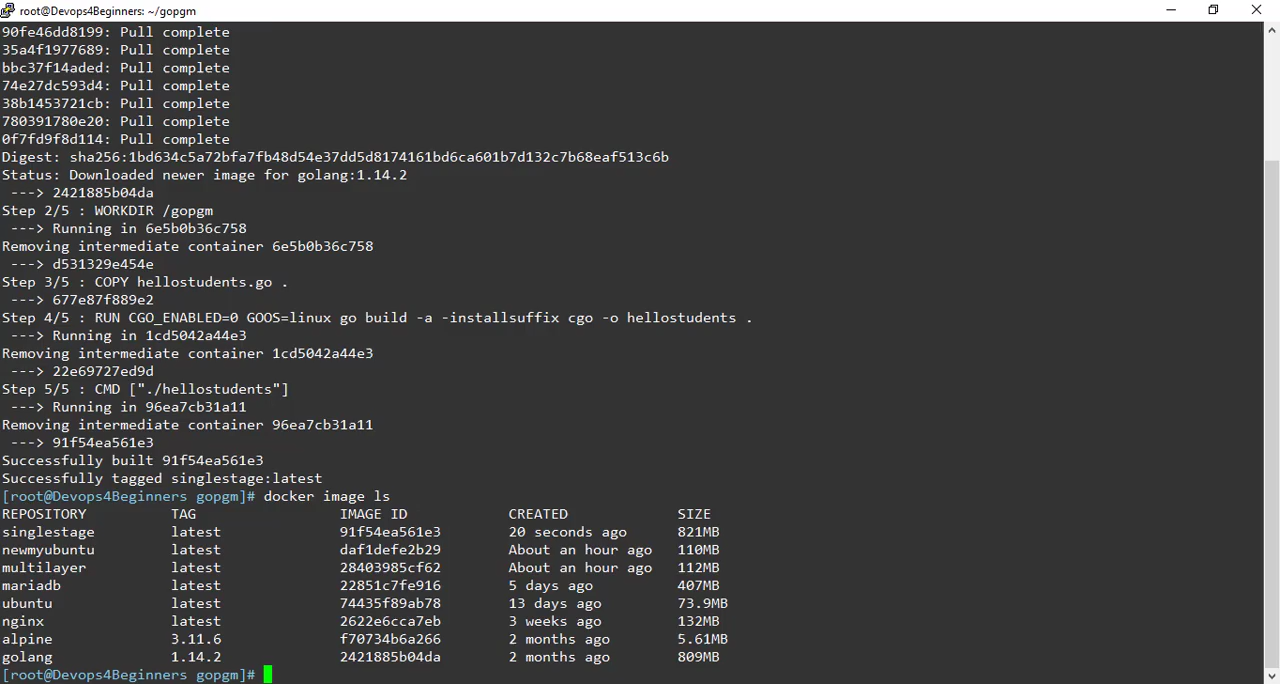 root@Devops4Beginners: ~/gopgm
90fe46dd8199: Pull complete
35a4f1977689: Pull complete
bbc37f14aded: Pull complete
74e27dc593d4: Pull complete
38b1453721cb: Pull complete
780391780e20: Pull complete
0f7fd9f8d114: Pull complete
Digest: sha256:1bd634c5a72bfa7fb48d54e37dd5d8174161bd6ca601b7d132c7b68eaf513c6b
Status: Downloaded newer image for golang:1.14.2
 ---> 2421885b04da
Step 2/5 : WORKDIR /gopgm
 ---> Running in 6e5b0b36c758
Removing intermediate container 6e5b0b36c758
 ---> d531329e454e
Step 3/5 : COPY hellostudents.go .
 ---> 677e87f889e2
Step 4/5 : RUN CGO_ENABLED=0 GOOS=linux go build -a -installsuffix cgo -o hellostudents .
 ---> Running in 1cd5042a44e3
Removing intermediate container 1cd5042a44e3
 ---> 22e69727ed9d
Step 5/5 : CMD ["./hellostudents"]
 ---> Running in 96ea7cb31a11
Removing intermediate container 96ea7cb31a11
 ---> 91f54ea561e3
Successfully built 91f54ea561e3
Successfully tagged singlestage:latest
[root@Devops4Beginners gopgm]# docker image ls
REPOSITORY TAG IMAGE ID CREATED SIZE
singlestage latest 91f54ea561e3 20 seconds ago 821MB
newmyubuntu latest daf1defe2b29 About an hour ago 110MB
multilayer latest 28403985cf62 About an hour ago 112MB
mariadb latest 22851c7fe916 5 days ago 407MB
ubuntu latest 74435f89ab78 13 days ago 73.9MB
nginx latest 2622e6cca7eb 3 weeks ago 132MB
alpine 3.11.6 f70734b6a266 2 months ago 5.61MB
golang 1.14.2 2421885b04da 2 months ago 809MB
[root@Devops4Beginners gopgm]#